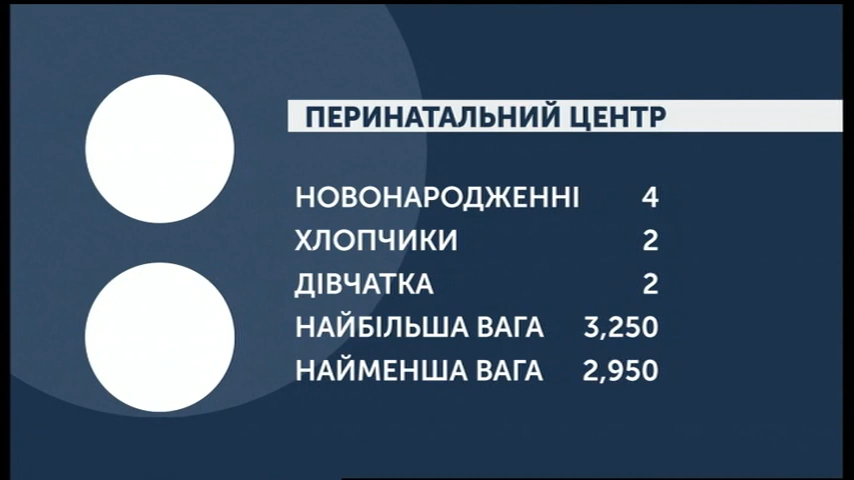 ПЕРИНАТАЛЬНИЙ ЦЕНТР
НОВОНАРОДЖЕННІ 4
ХЛОПЧИКИ 2
ДІВЧАТКА 2
НАЙБІЛЬША ВАГА 3,250
НАЙМЕНША ВАГА 2,950